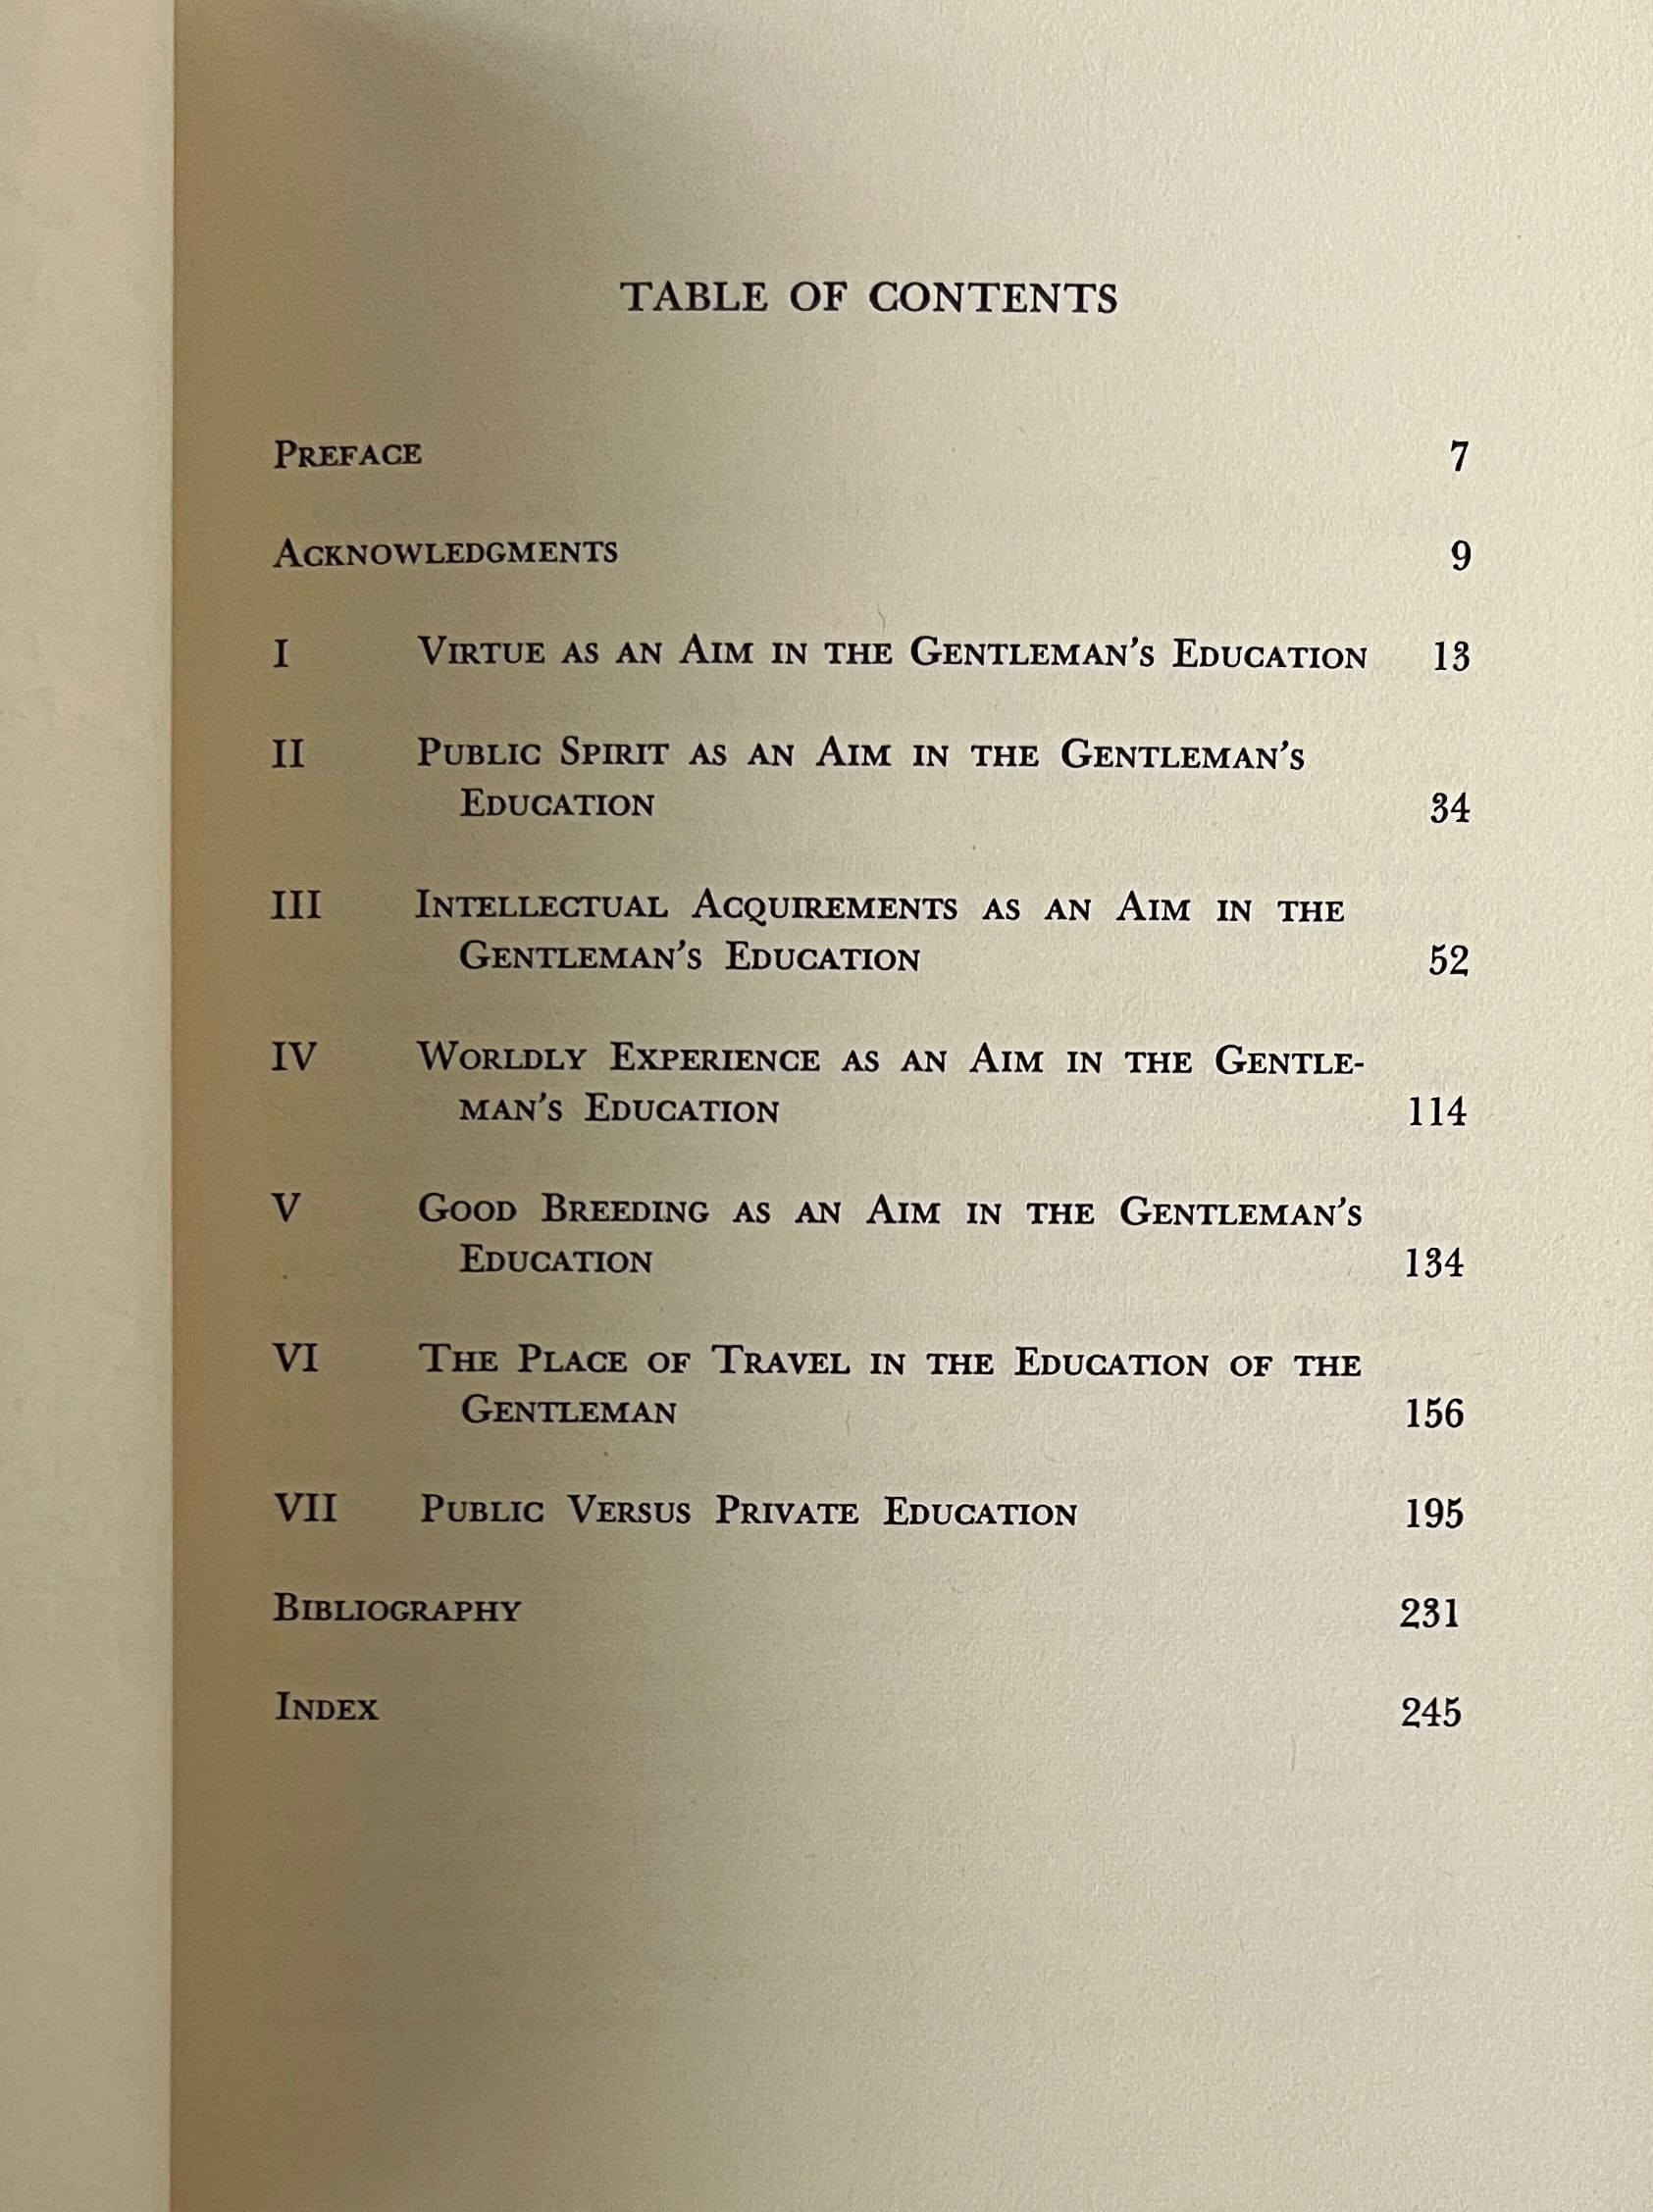 TABLE OF CONTENTS
PREFACE 7
ACKNOWLEDGMENTS 9
I VIRTUE AS AN AIM IN THE GENTLEMAN'S EDUCATION 13
II PUBLIC SPIRIT AS AN AIM IN THE GENTLEMAN'S
EDUCATION 34
III INTELLECTUAL ACQUIREMENTS AS AN AIM IN THE
GENTLEMAN'S EDUCATION 52
IV WORLDLY EXPERIENCE AS AN AIM IN THE GENTLE-
MAN'S EDUCATION 114
V GOOD BREEDING AS AN AIM IN THE GENTLEMAN'S
EDUCATION 134
VI THE PLACE OF TRAVEL IN THE EDUCATION OF THE
GENTLEMAN 156
VII PUBLIC VERSUS PRIVATE EDUCATION 195
BIBLIOGRAPHY 231
INDEX 245